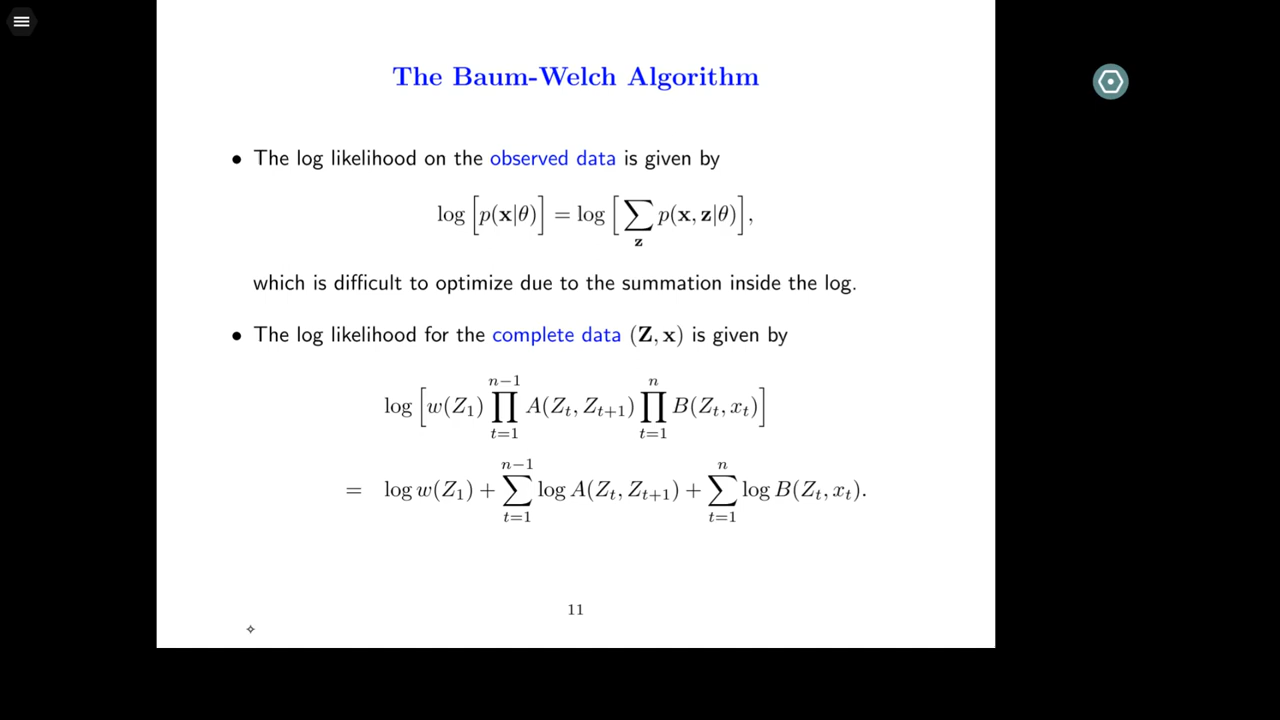 The Baum-Welch Algorithm
• The log likelihood on the observed data is given by
log [p(x|θ)] = log [∑_z p(x, z|θ)],
which is difficult to optimize due to the summation inside the log.
• The log likelihood for the complete data (Z, x) is given by
log [w(Z_1) ∏_{t=1}^{n−1} A(Z_t, Z_{t+1}) ∏_{t=1}^{n} B(Z_t, x_t)]
= log w(Z_1) + ∑_{t=1}^{n−1} log A(Z_t, Z_{t+1}) + ∑_{t=1}^{n} log B(Z_t, x_t).
11